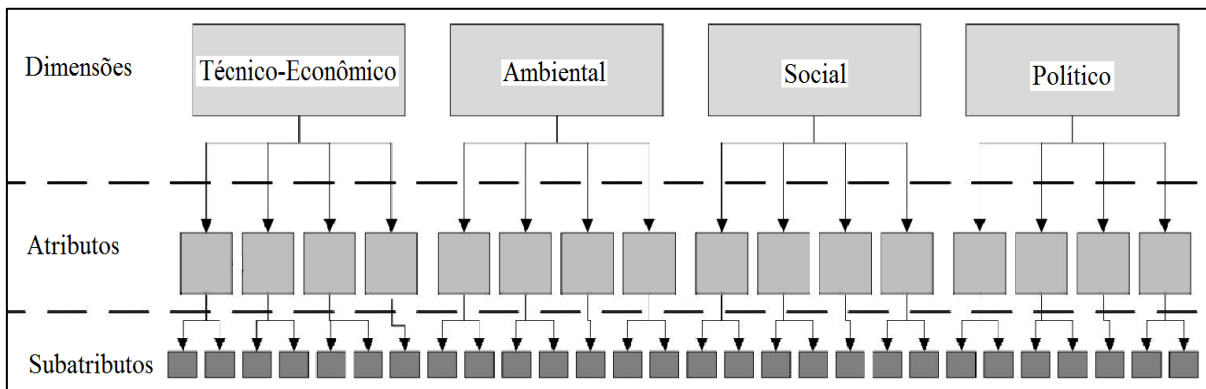 Dimensões
Técnico-Econômico
Ambiental
Social
Político
Atributos
Subatributos